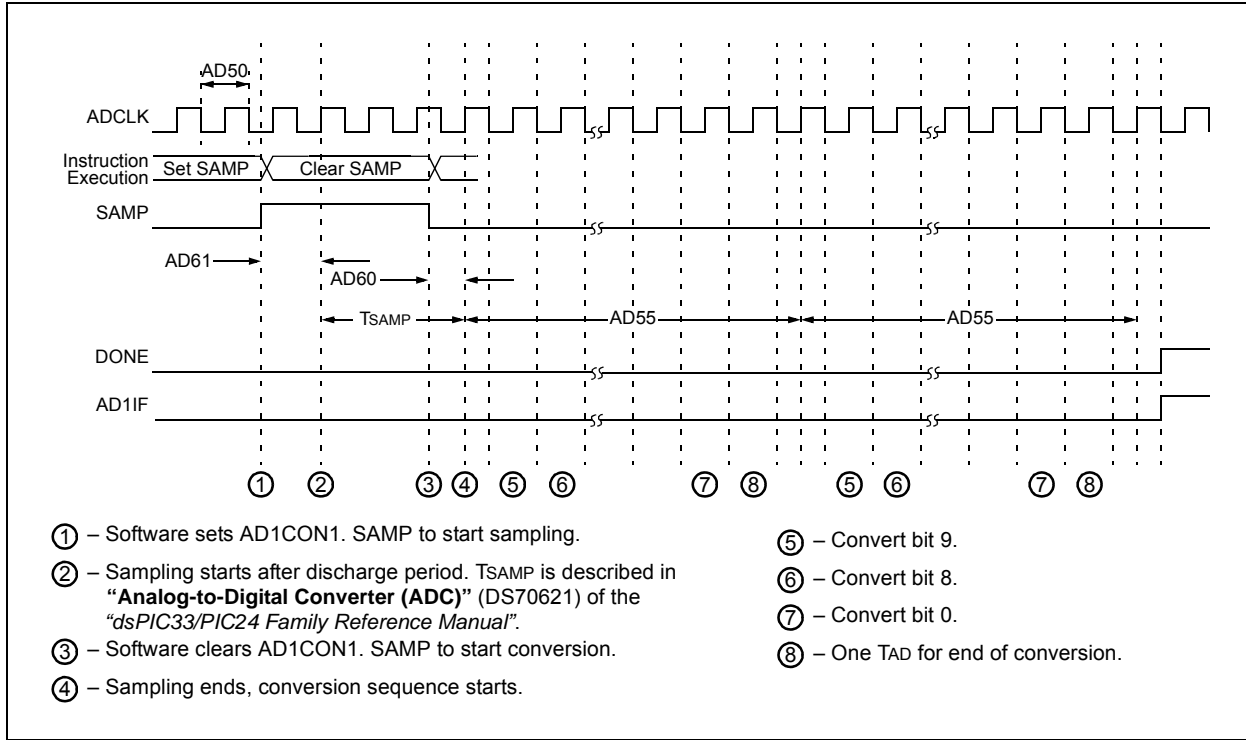 AD50
ADCLK
Instruction
Execution
Set SAMP
Clear SAMP
SAMP
AD61
AD60
TSAMP
AD55
AD55
DONE
AD1IF
1 2 3 4 5 6 7 8 5 6 7 8
1 – Software sets AD1CON1. SAMP to start sampling.
2 – Sampling starts after discharge period. TSAMP is described in
“Analog-to-Digital Converter (ADC)” (DS70621) of the
“dsPIC33/PIC24 Family Reference Manual”.
3 – Software clears AD1CON1. SAMP to start conversion.
4 – Sampling ends, conversion sequence starts.
5 – Convert bit 9.
6 – Convert bit 8.
7 – Convert bit 0.
8 – One TAD for end of conversion.